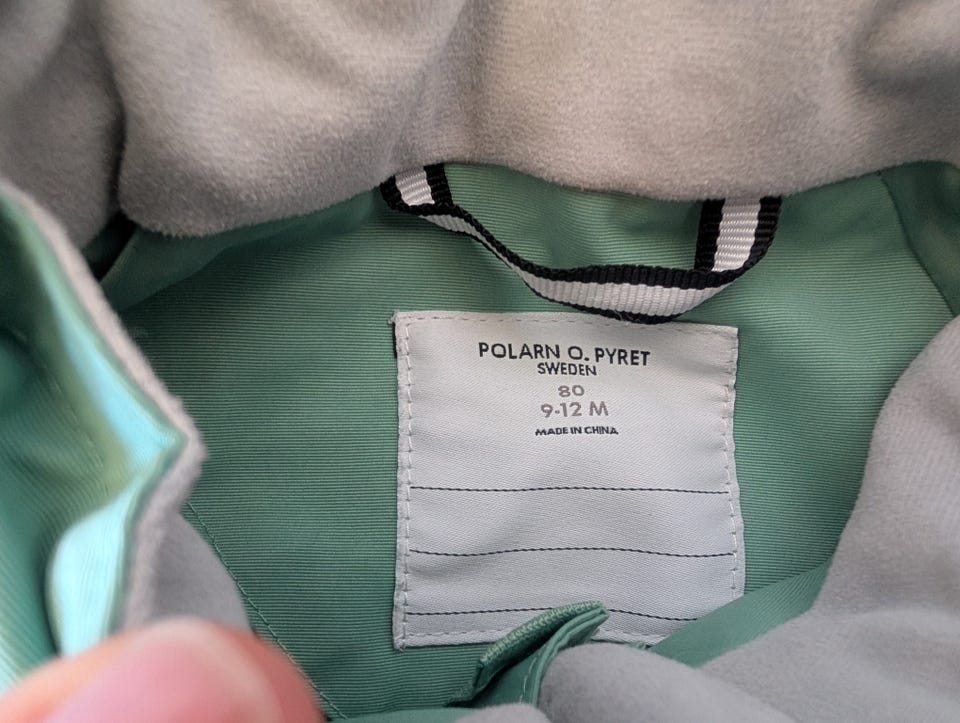 POLARN O. PYRET
SWEDEN
80
9-12 M
MADE IN CHINA